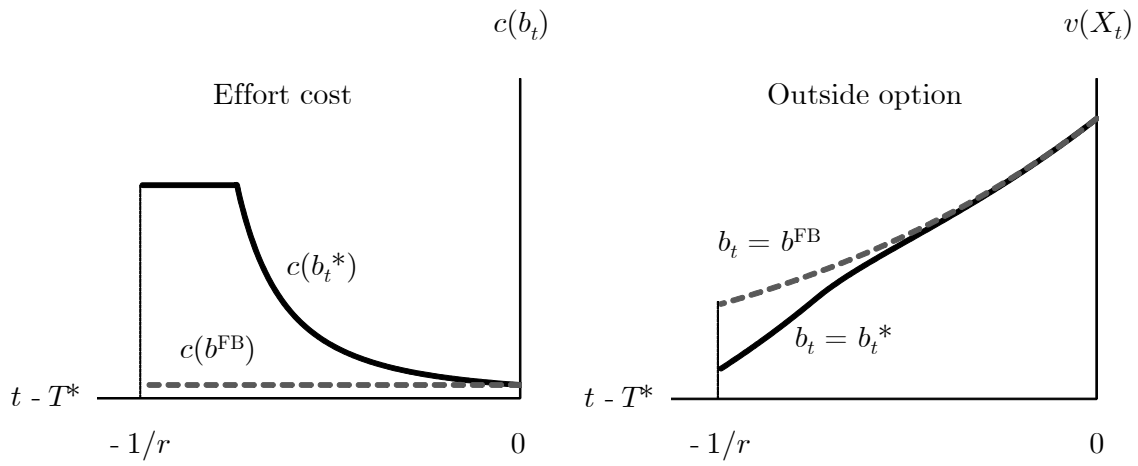 c(b_t)
Effort cost
c(b_t*)
c(b^FB)
t - T*
- 1/r
0
v(X_t)
Outside option
b_t = b^FB
b_t = b_t*
t - T*
- 1/r
0